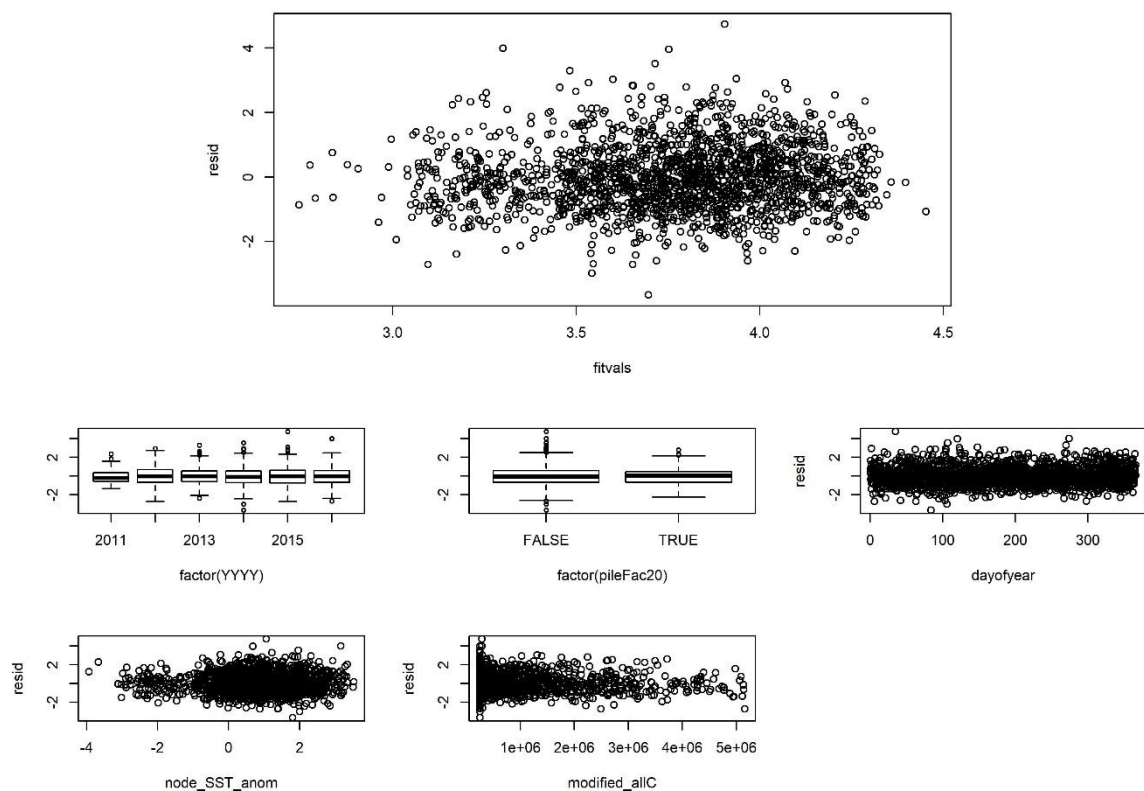 4
2
0
-2
resid
3.0 3.5 4.0 4.5
fitvals
2
-2
2011 2013 2015
factor(YYYY)
2
-2
FALSE TRUE
factor(pileFac20)
resid
2
-2
0 100 200 300
dayofyear
resid
2
-2
-4 -2 0 2
node_SST_anom
resid
2
-2
1e+06 2e+06 3e+06 4e+06 5e+06
modified_allC